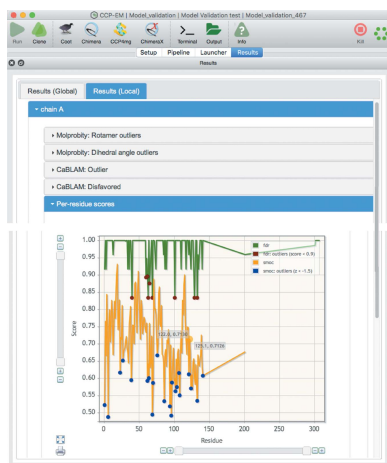 CCP-EM | Model_validation | Model Validation test | Model_validation_467
Run Clone Coot Chimera CCP4mg ChimeraX Terminal Output Info Kill
Setup Pipeline Launcher Results
Results
Results (Global) Results (Local)
chain A
Molprobity: Rotamer outliers
Molprobity: Dihedral angle outliers
CaBLAM: Outlier
CaBLAM: Disfavored
Per-residue scores
1.00
0.95
0.90
0.85
0.80
0.75
0.70
0.65
0.60
0.55
0.50
Score
fdr
fdr: outliers (score < 0.9)
smoc
smoc: outliers (z < -1.5)
0 50 100 150 200 250 300
Residue